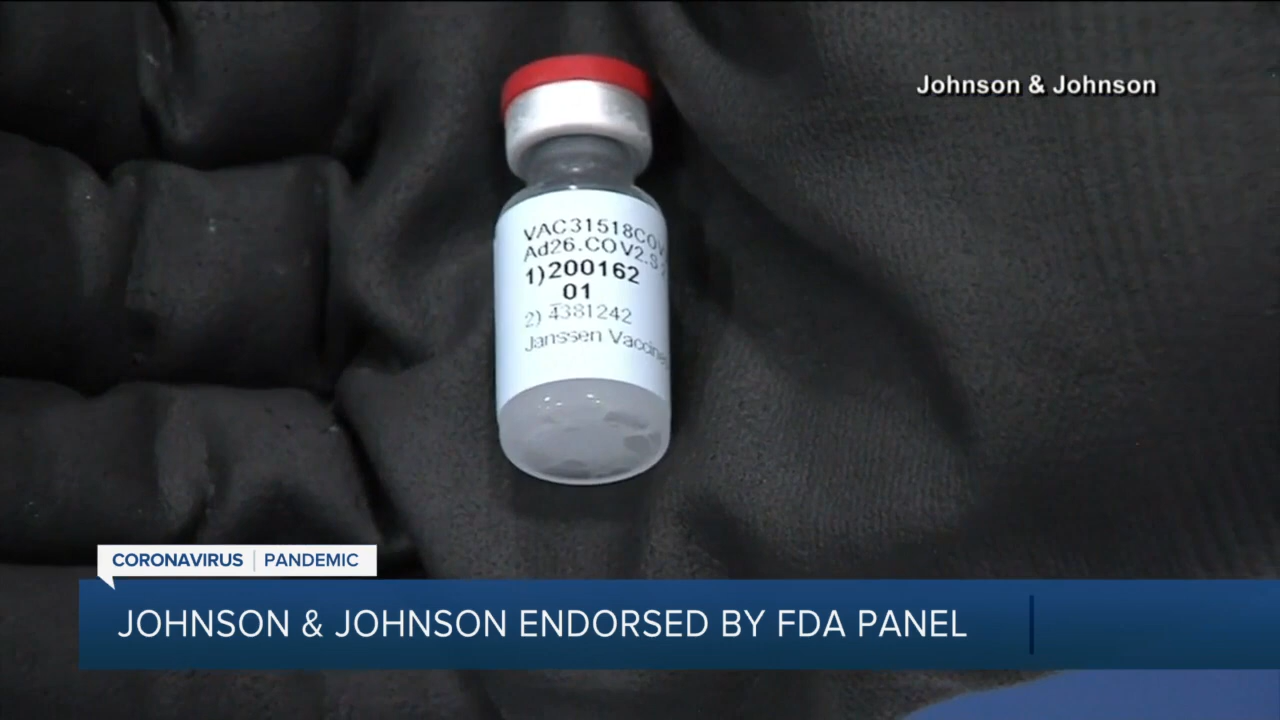 Johnson & Johnson
VAC31518COV
Ad26.COV2.S
1)200162
01
2) 4381242
Janssen Vaccine
CORONAVIRUS | PANDEMIC
JOHNSON & JOHNSON ENDORSED BY FDA PANEL